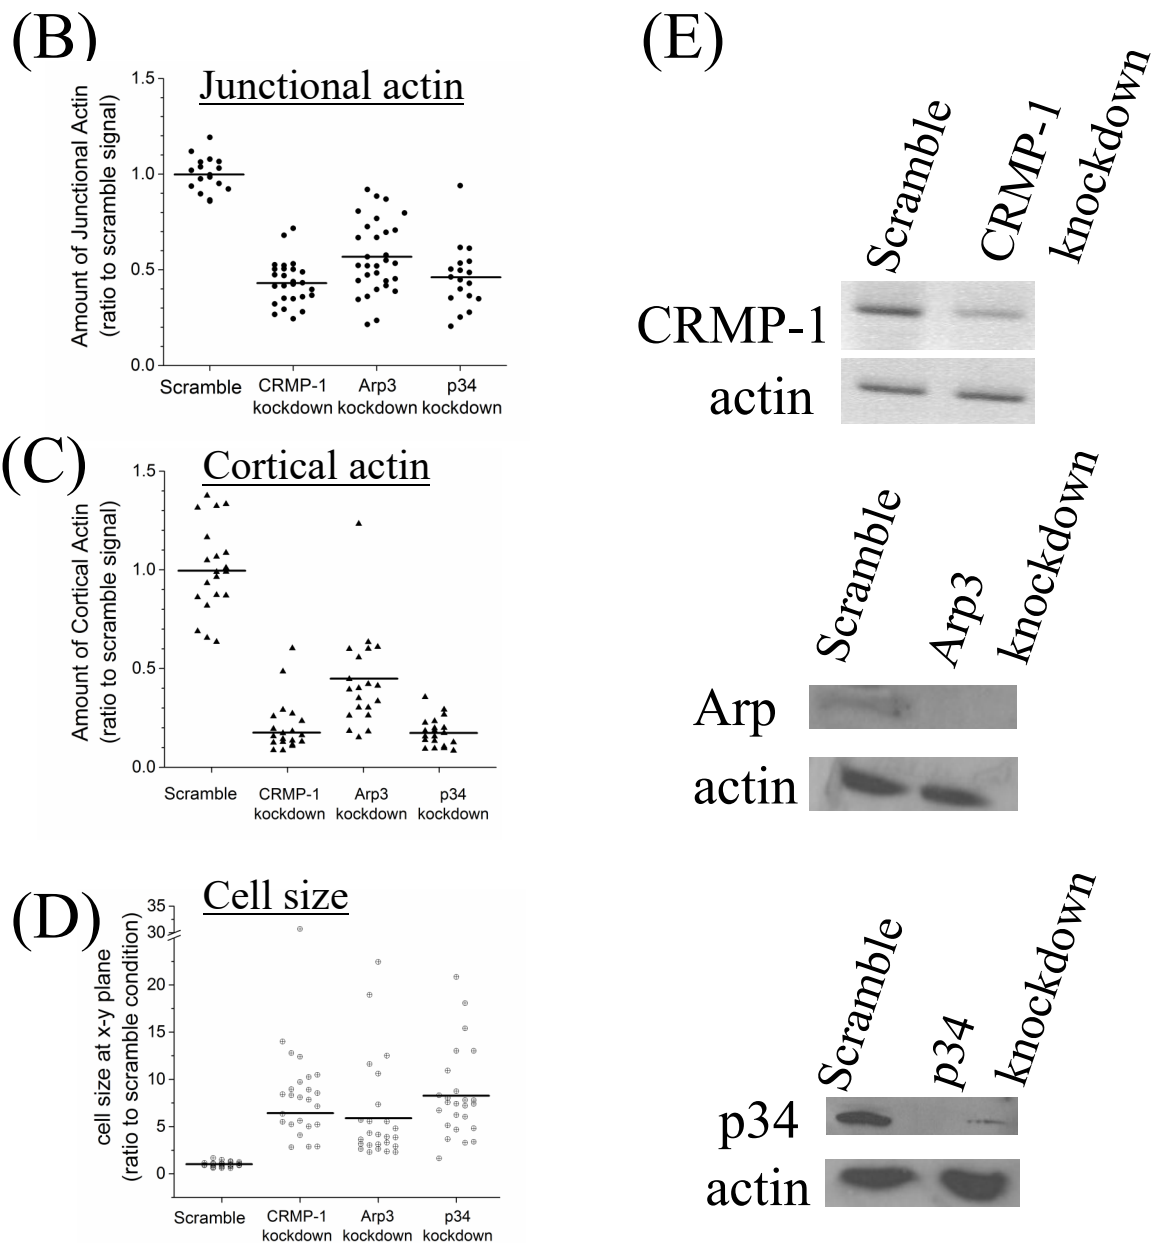 (B)
Junctional actin
Amount of Junctional Actin
(ratio to scramble signal)
1.5
1.0
0.5
0.0
Scramble
CRMP-1
kockdown
Arp3
kockdown
p34
kockdown
(C)
Cortical actin
Amount of Cortical Actin
(ratio to scramble signal)
1.5
1.0
0.5
0.0
Scramble
CRMP-1
kockdown
Arp3
kockdown
p34
kockdown
(D)
Cell size
cell size at x-y plane
(ratio to scramble condition)
35
30
20
15
10
5
0
Scramble
CRMP-1
kockdown
Arp3
kockdown
p34
kockdown
(E)
Scramble
CRMP-1
knockdown
CRMP-1
actin
Scramble
Arp3
knockdown
Arp
actin
Scramble
p34
knockdown
p34
actin